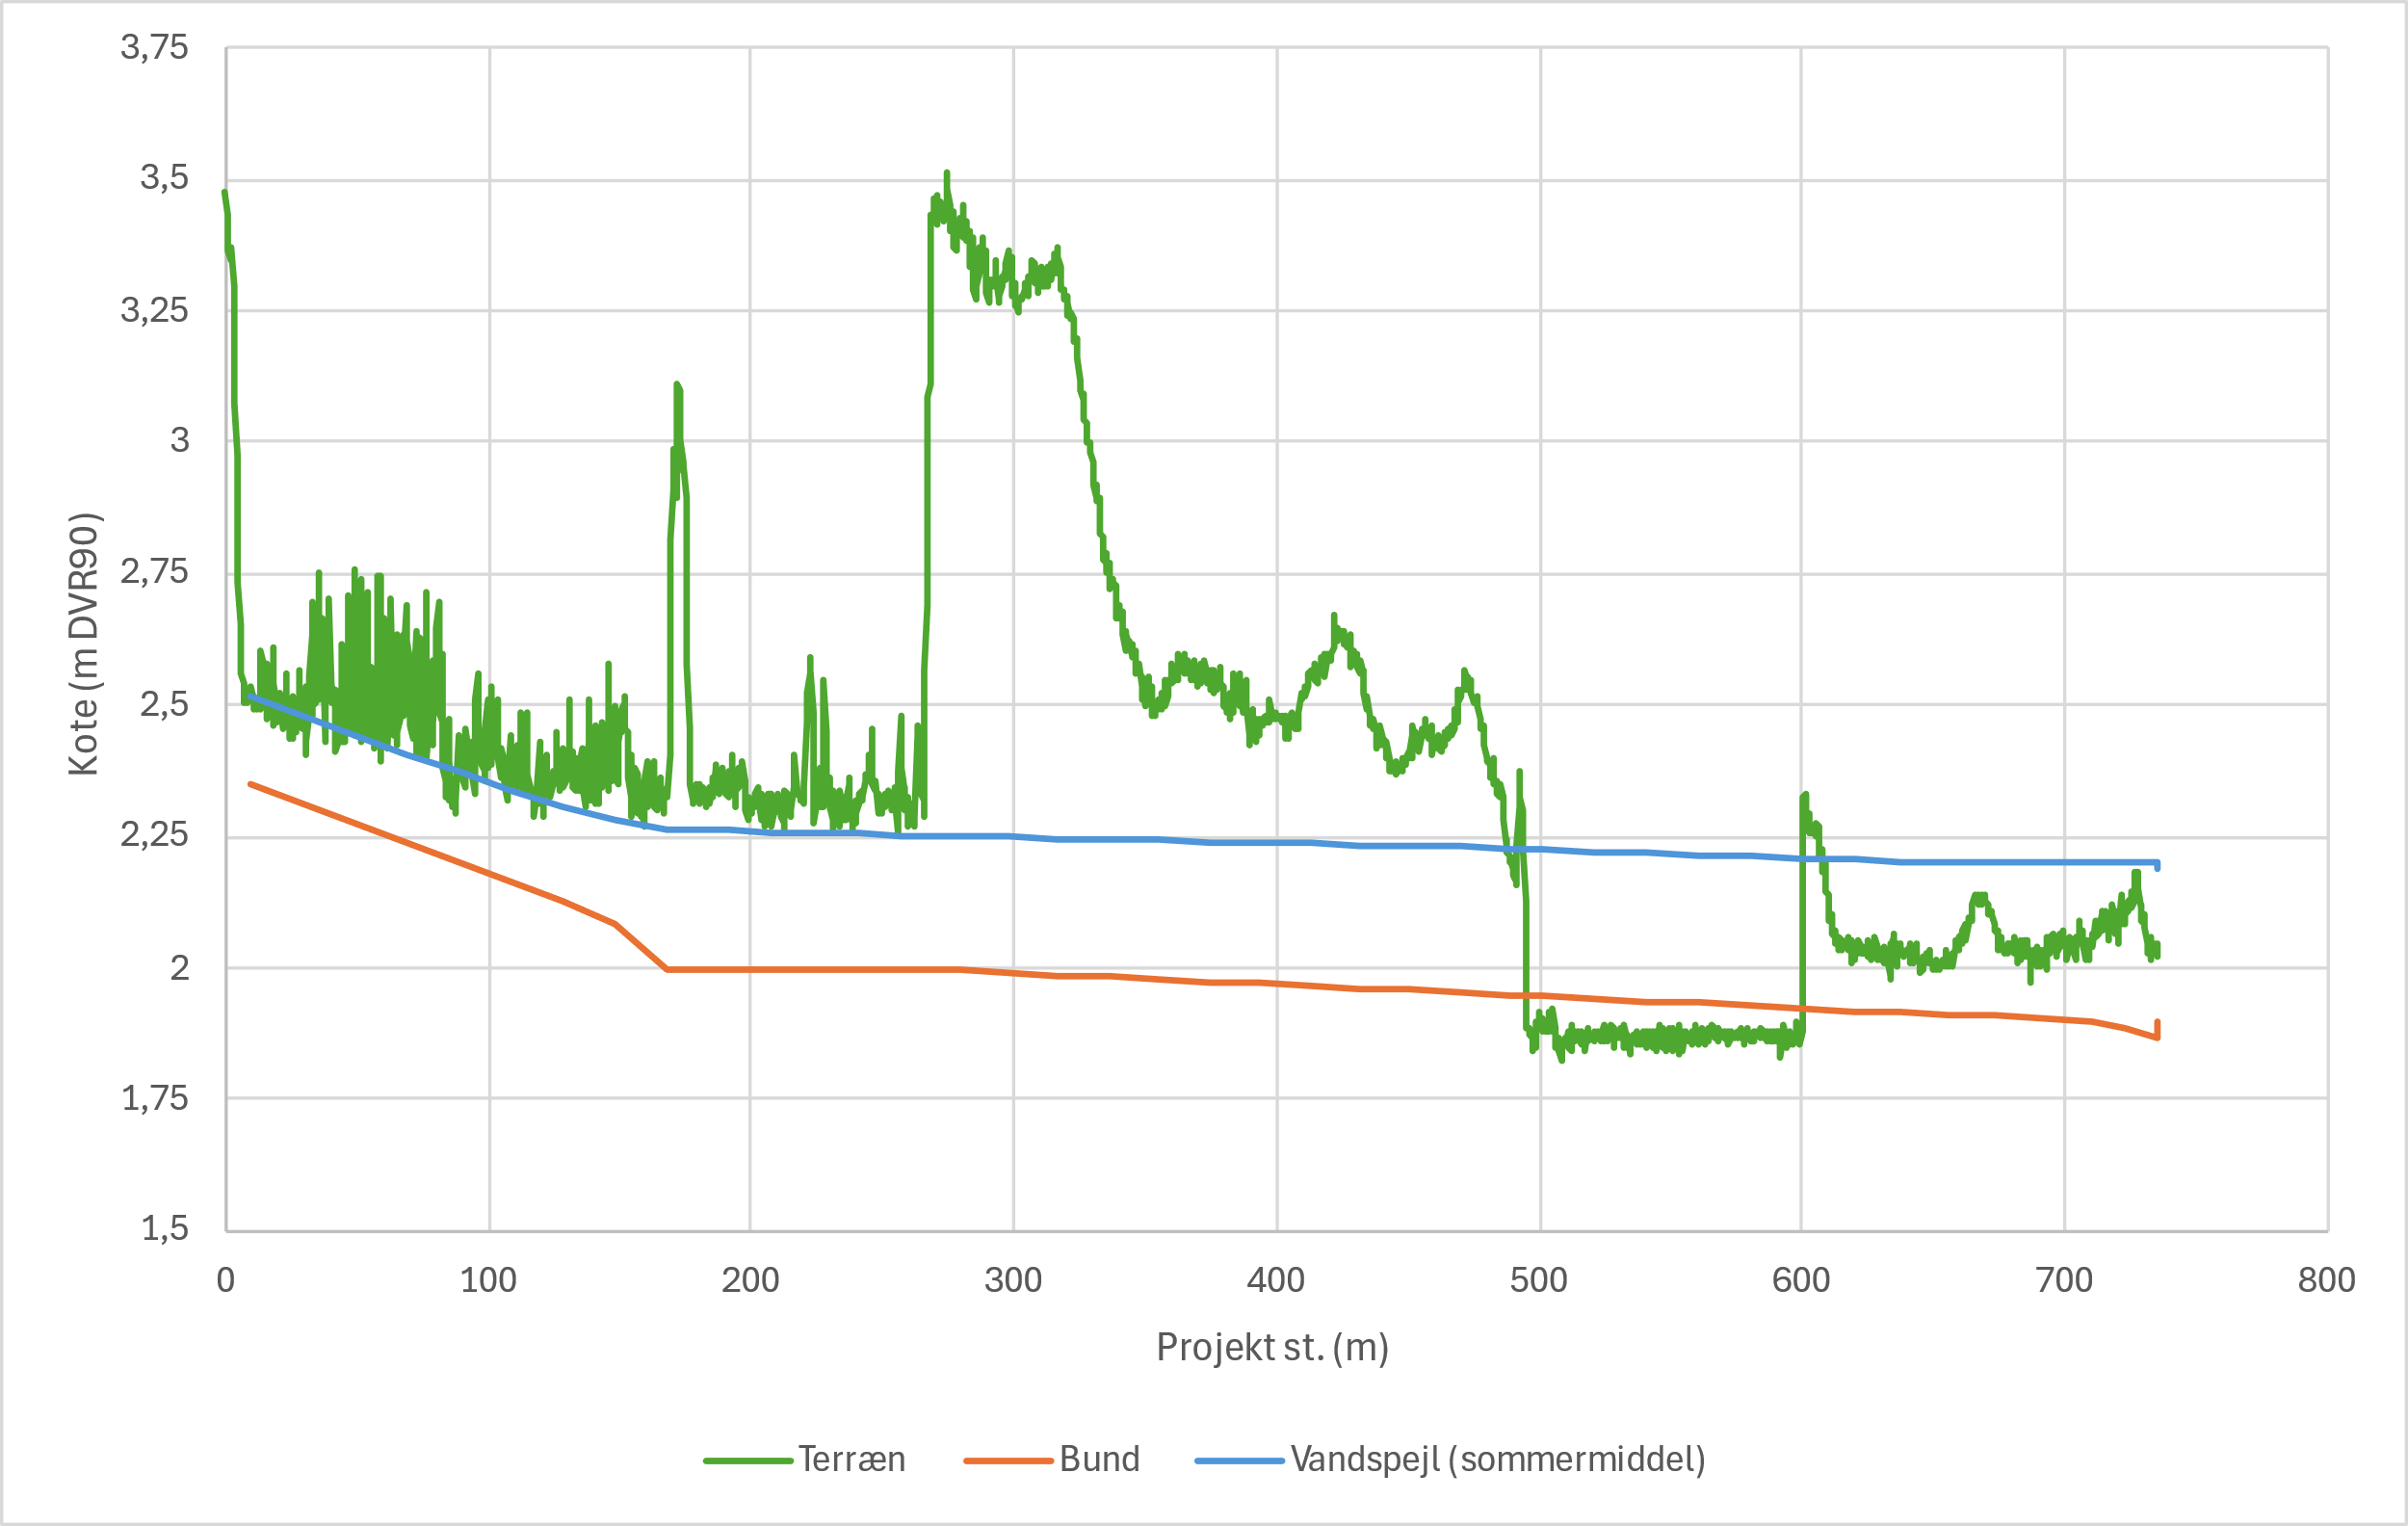 3,75
3,5
3,25
3
2,75
2,5
2,25
2
1,75
1,5
Kote (m DVR90)
0 100 200 300 400 500 600 700 800
Projekt st. (m)
Terræn Bund Vandspejl (sommermiddel)